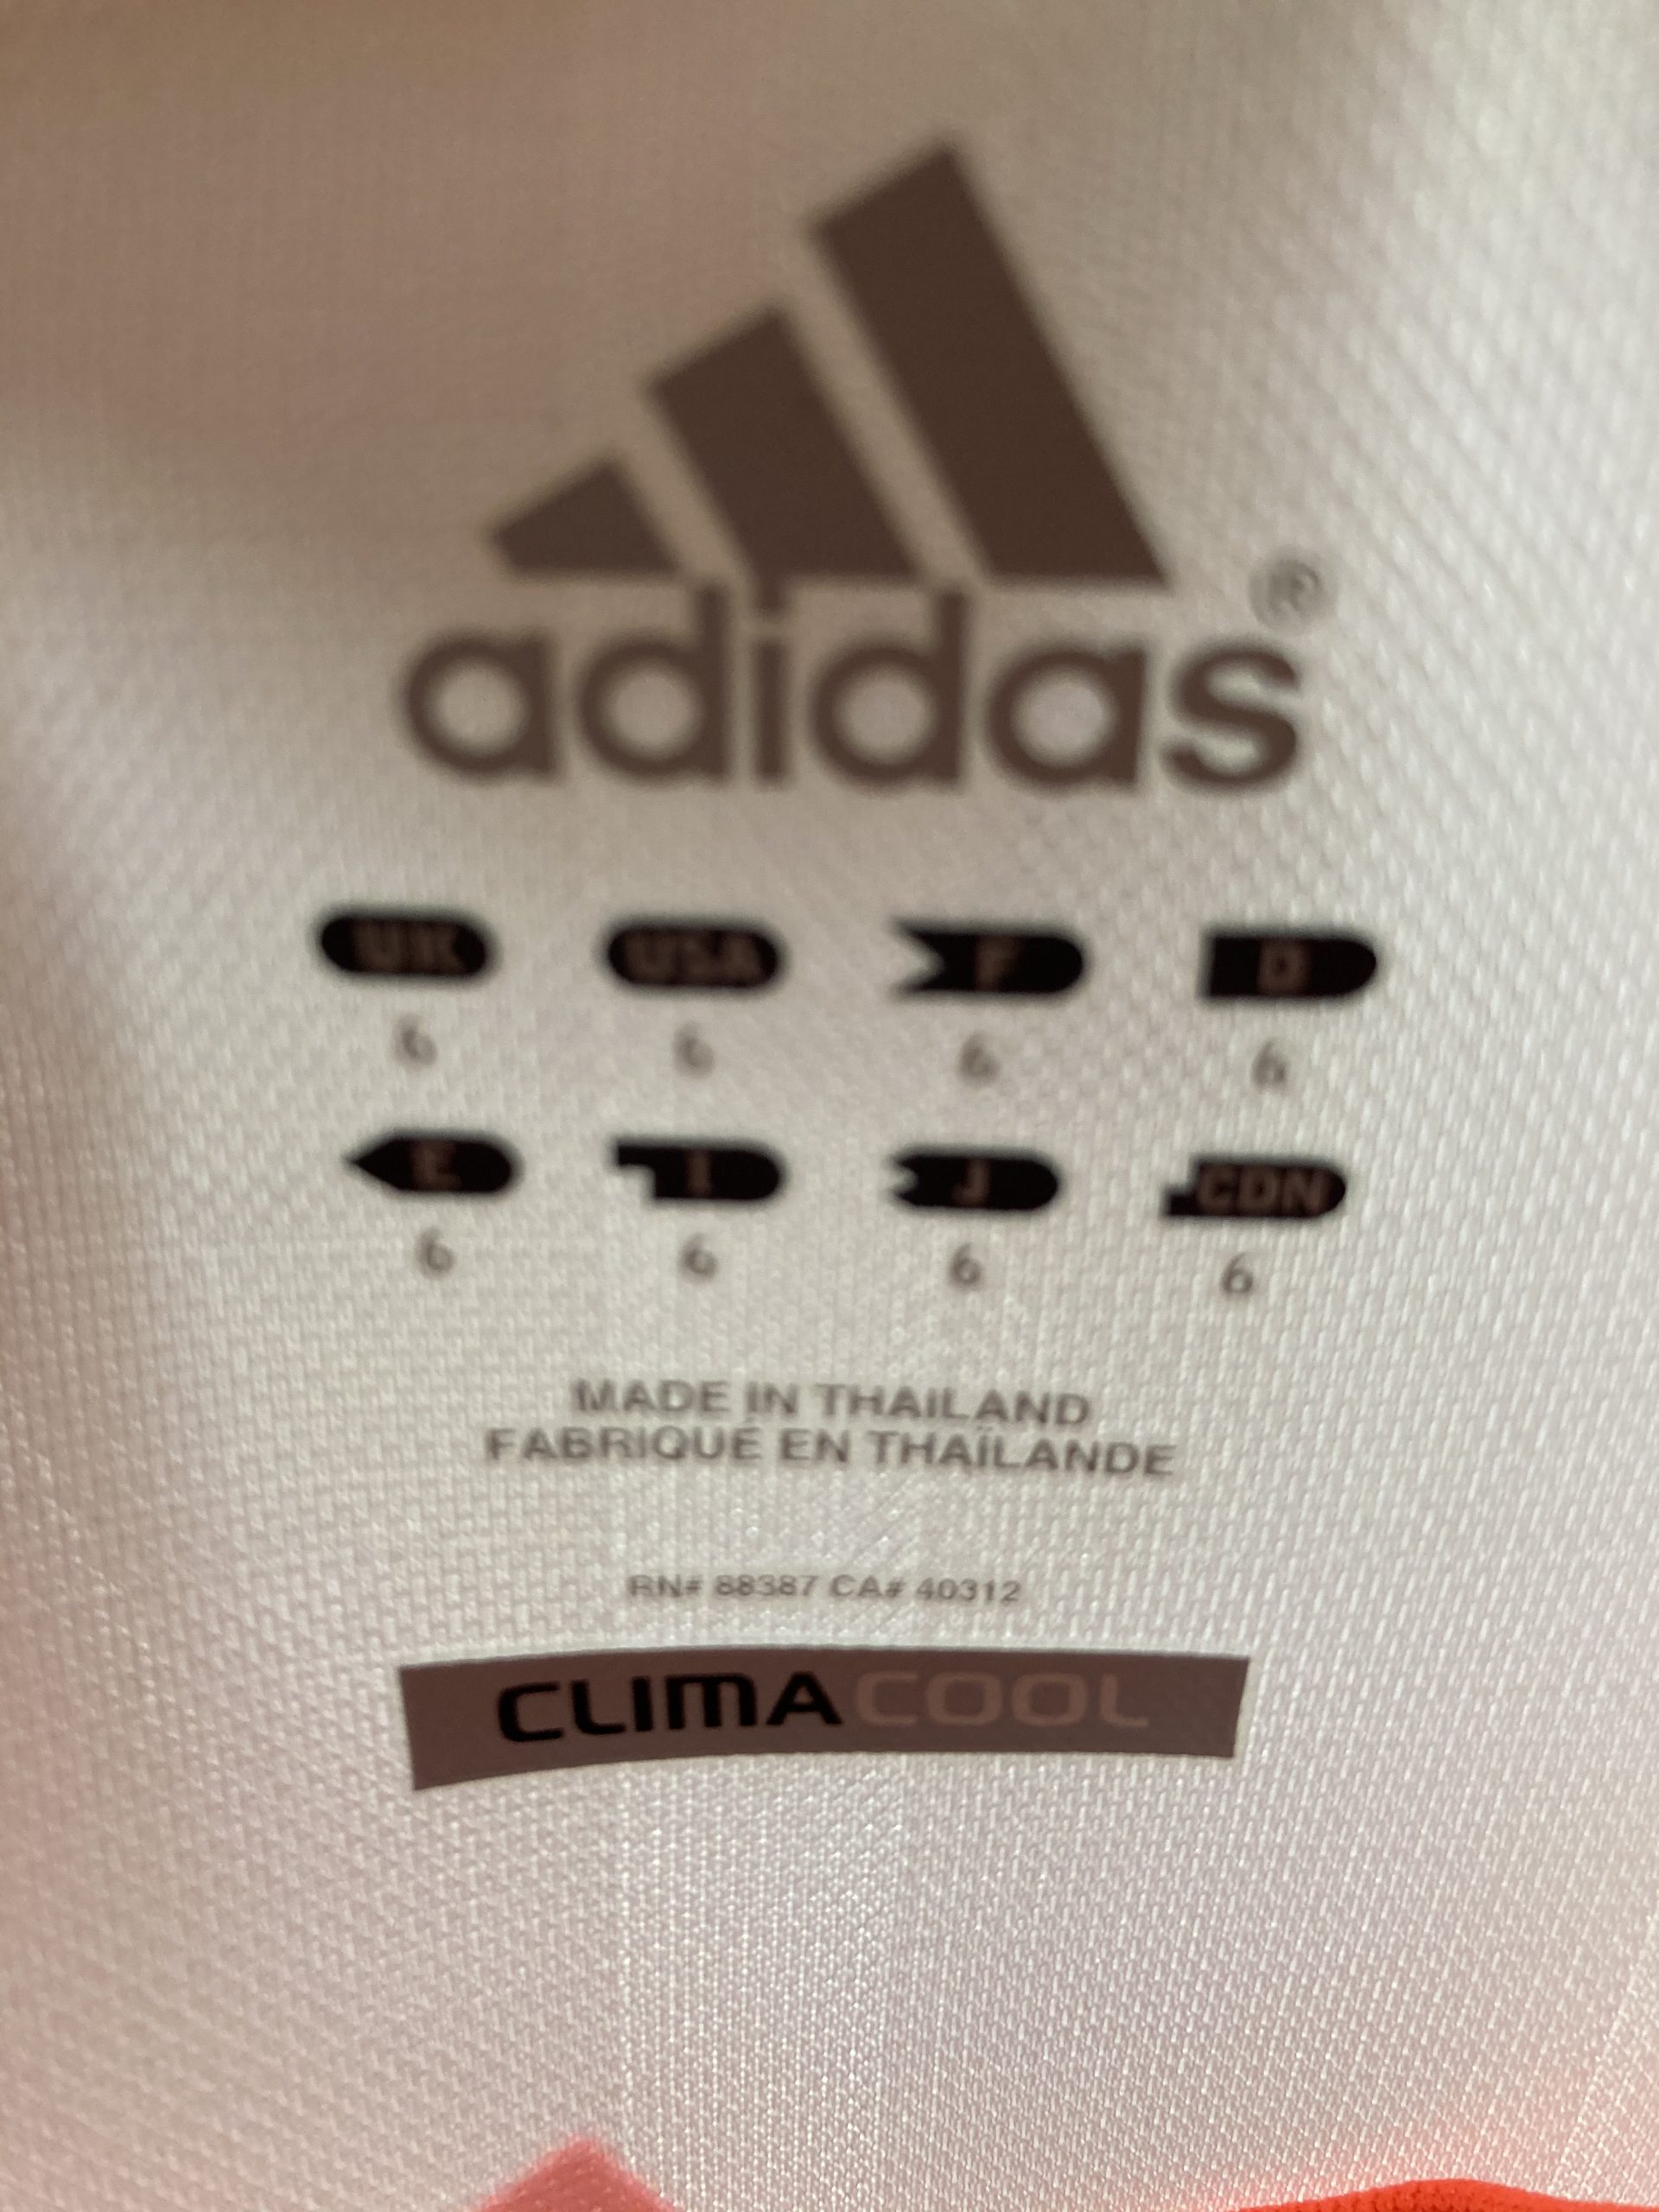 adidas®
UK USA F D
6 6 6 6
E I J CDN
6 6 6 6
MADE IN THAILAND
FABRIQUÉ EN THAÏLANDE
RN# 88387 CA# 40312
CLIMACOOL